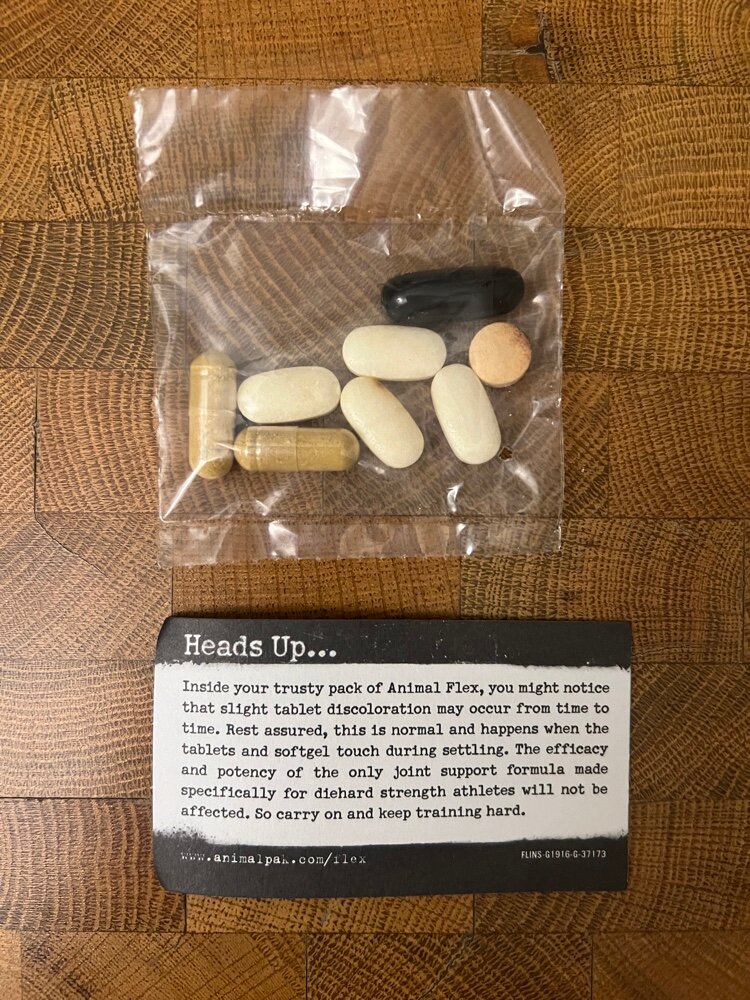 Heads Up...
Inside your trusty pack of Animal Flex, you might notice
that slight tablet discoloration may occur from time to
time. Rest assured, this is normal and happens when the
tablets and softgel touch during settling. The efficacy
and potency of the only joint support formula made
specifically for diehard strength athletes will not be
affected. So carry on and keep training hard.
www.animalpak.com/flex
FLINS-G1916-G-37173